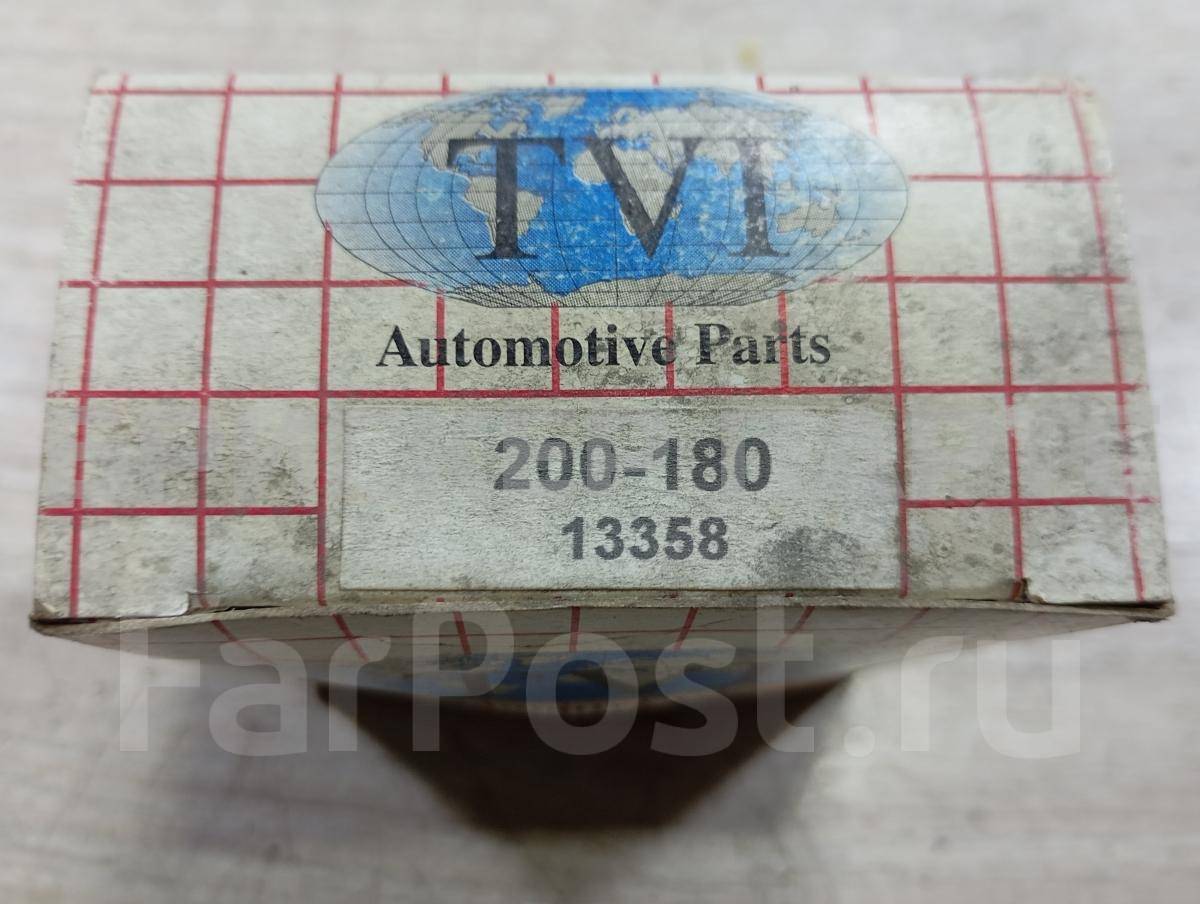 TVI
Automotive Parts
200-180
13358
FarPost.ru